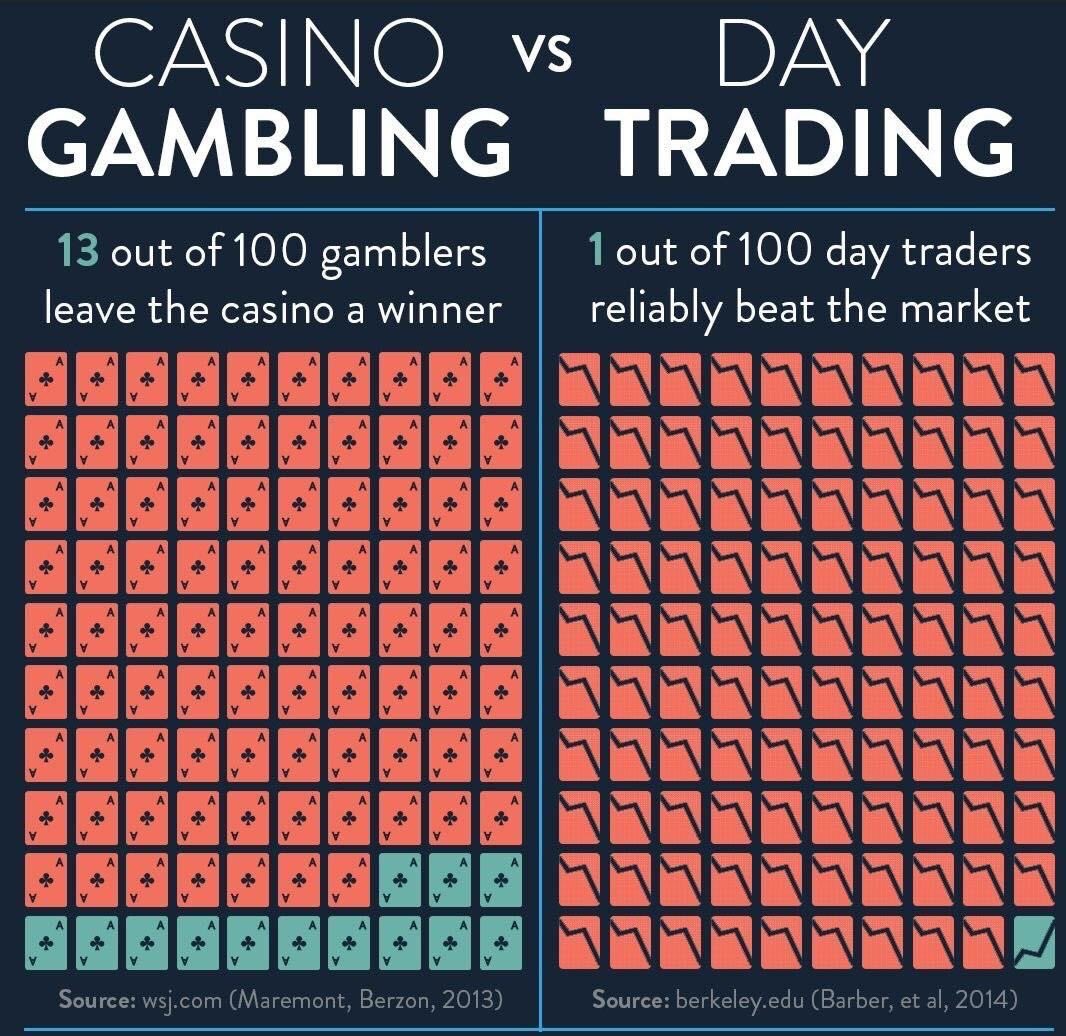 CASINO vs DAY
GAMBLING TRADING
13 out of 100 gamblers
leave the casino a winner
1 out of 100 day traders
reliably beat the market
Source: wsj.com (Maremont, Berzon, 2013)
Source: berkeley.edu (Barber, et al, 2014)